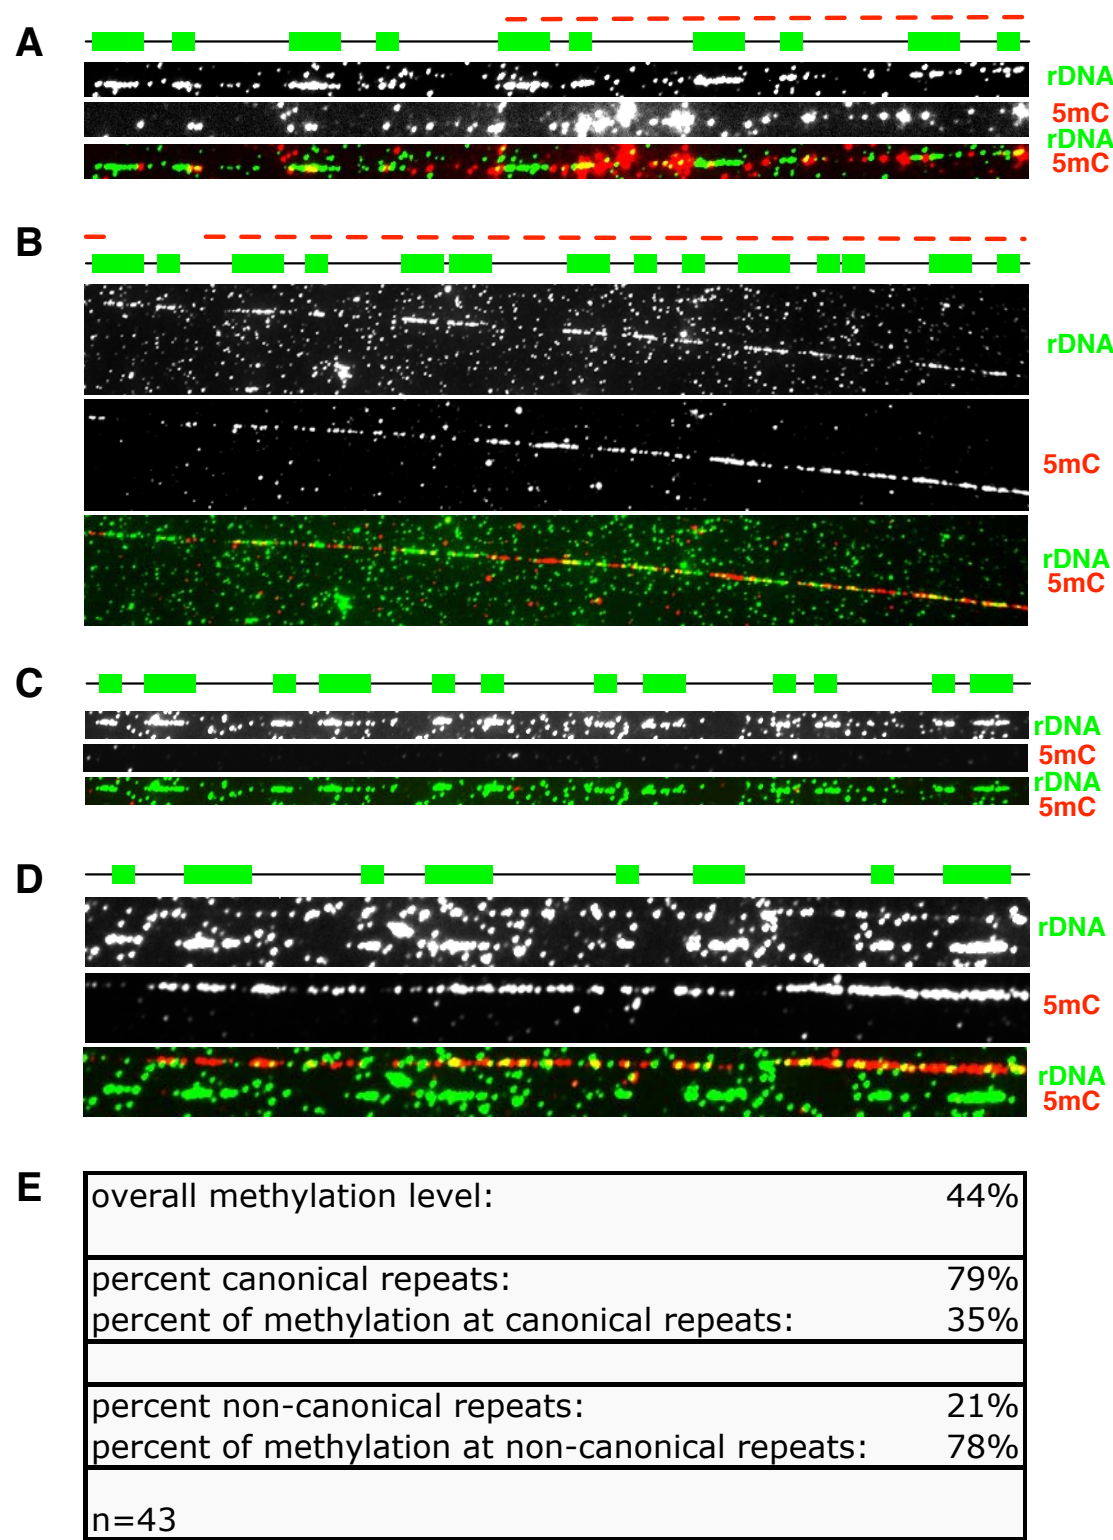 A
rDNA
5mC
rDNA
5mC
B
rDNA
5mC
rDNA
5mC
C
rDNA
5mC
rDNA
5mC
D
rDNA
5mC
rDNA
5mC
E
overall methylation level: 44%
percent canonical repeats: 79%
percent of methylation at canonical repeats: 35%
percent non-canonical repeats: 21%
percent of methylation at non-canonical repeats: 78%
n=43